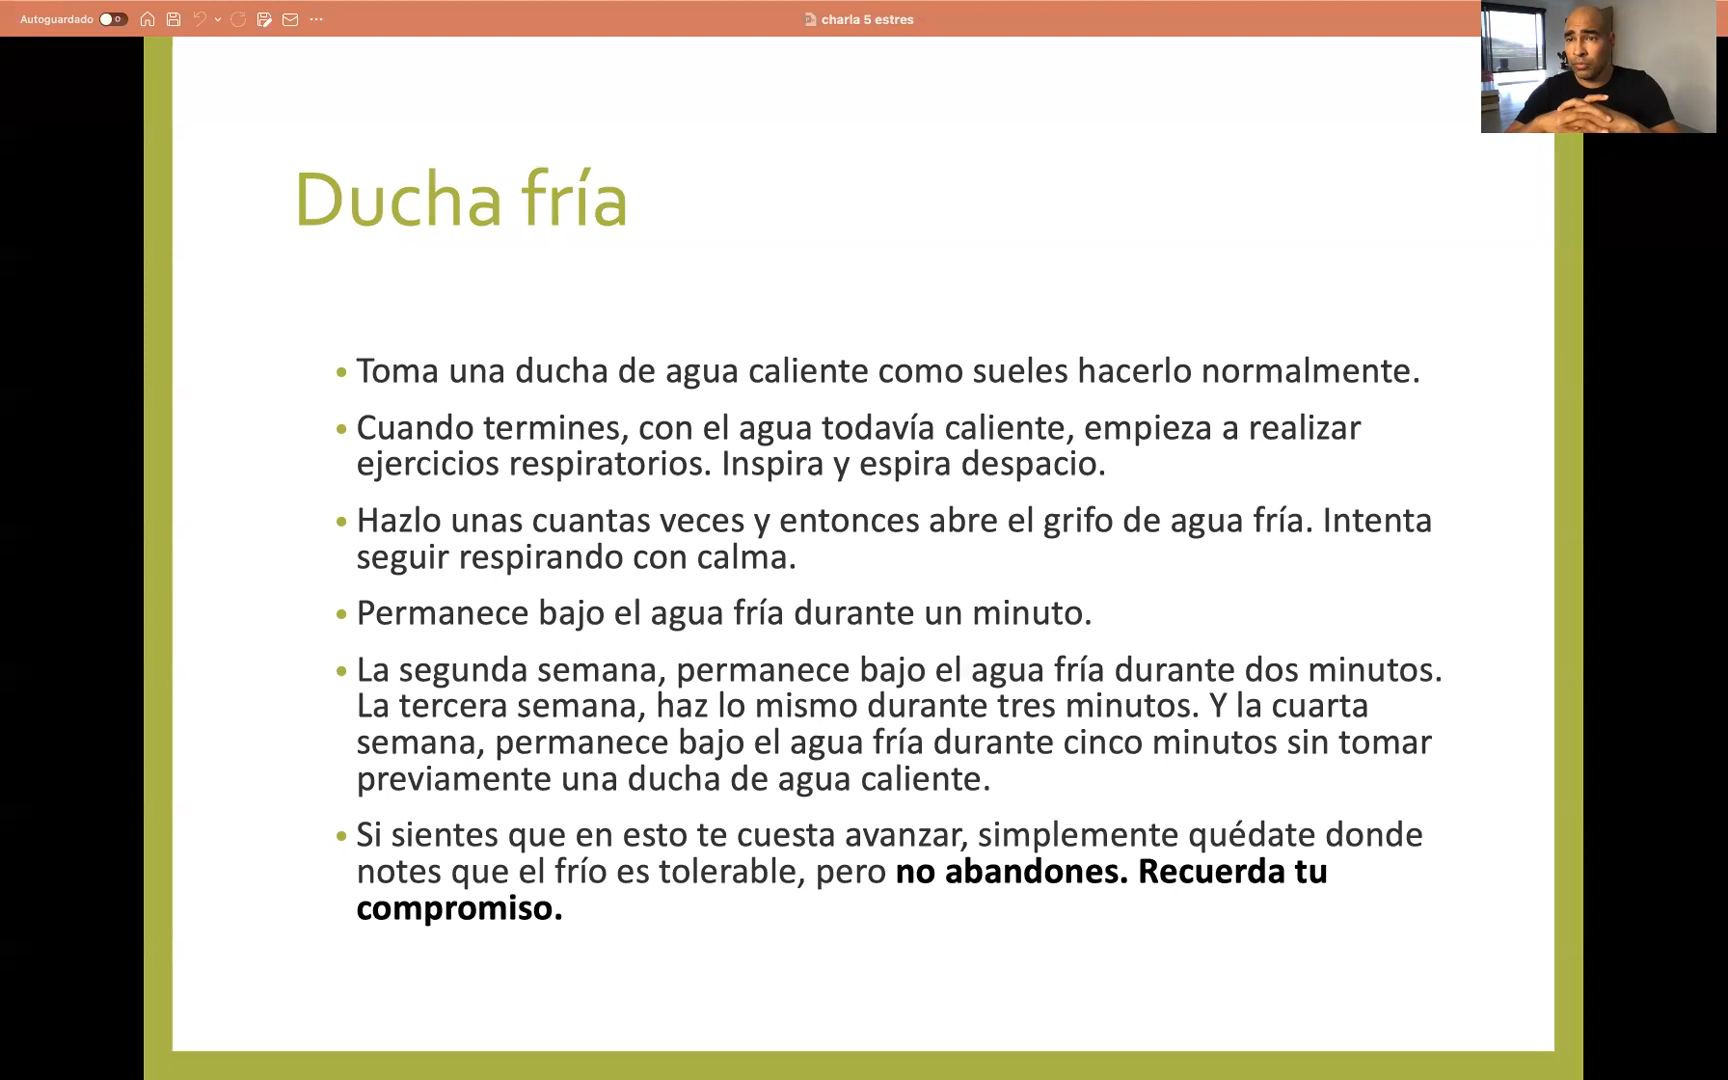 Autoguardado
charla 5 estres
Ducha fría
• Toma una ducha de agua caliente como sueles hacerlo normalmente.
• Cuando termines, con el agua todavía caliente, empieza a realizar
ejercicios respiratorios. Inspira y espira despacio.
• Hazlo unas cuantas veces y entonces abre el grifo de agua fría. Intenta
seguir respirando con calma.
• Permanece bajo el agua fría durante un minuto.
• La segunda semana, permanece bajo el agua fría durante dos minutos.
La tercera semana, haz lo mismo durante tres minutos. Y la cuarta
semana, permanece bajo el agua fría durante cinco minutos sin tomar
previamente una ducha de agua caliente.
• Si sientes que en esto te cuesta avanzar, simplemente quédate donde
notes que el frío es tolerable, pero no abandones. Recuerda tu
compromiso.